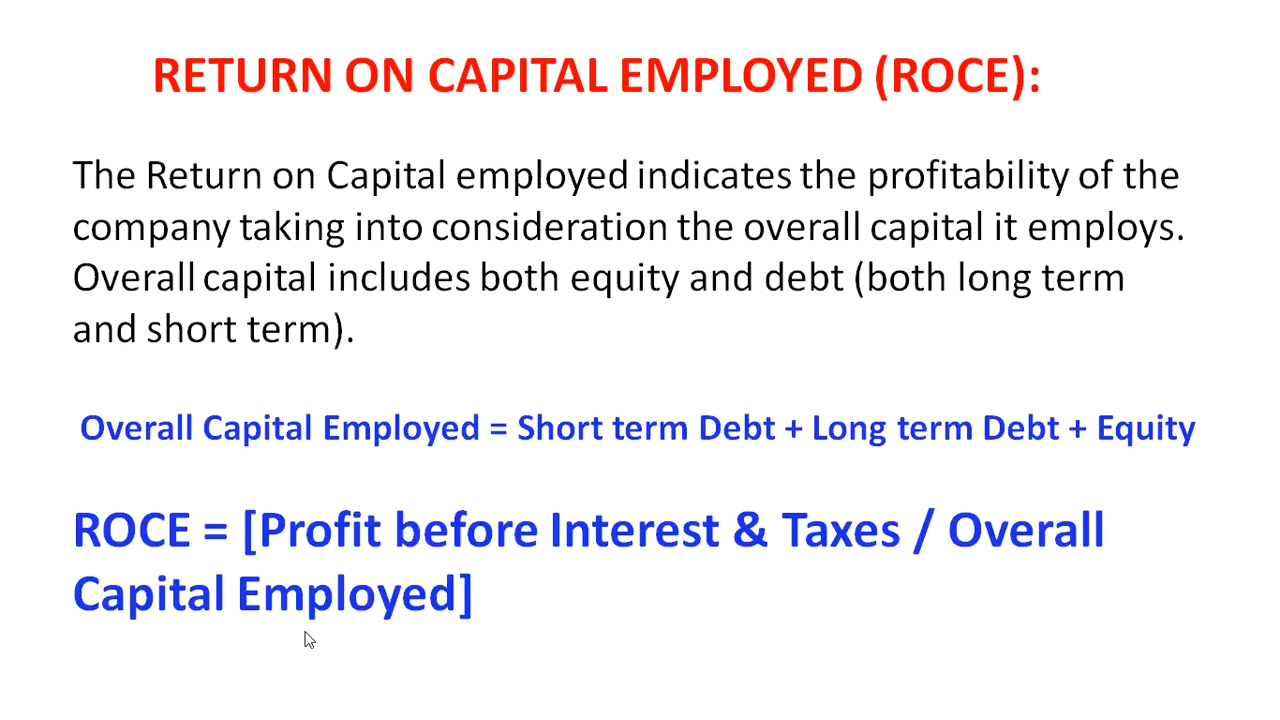 RETURN ON CAPITAL EMPLOYED (ROCE):
The Return on Capital employed indicates the profitability of the
company taking into consideration the overall capital it employs.
Overall capital includes both equity and debt (both long term
and short term).
Overall Capital Employed = Short term Debt + Long term Debt + Equity
ROCE = [Profit before Interest & Taxes / Overall
Capital Employed]